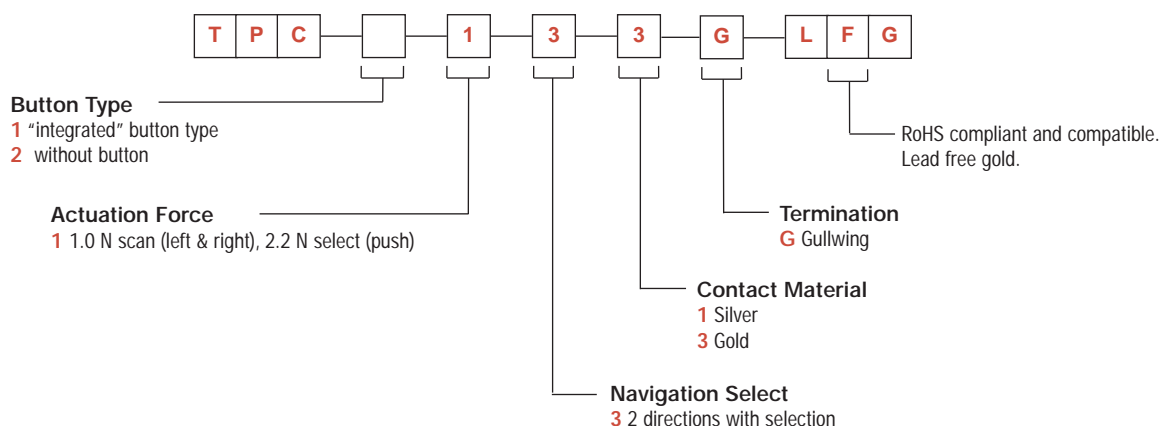 T P C 1 3 3 G L F G
Button Type
1 “integrated” button type
2 without button
RoHS compliant and compatible.
Lead free gold.
Actuation Force
1 1.0 N scan (left & right), 2.2 N select (push)
Termination
G Gullwing
Contact Material
1 Silver
3 Gold
Navigation Select
3 2 directions with selection